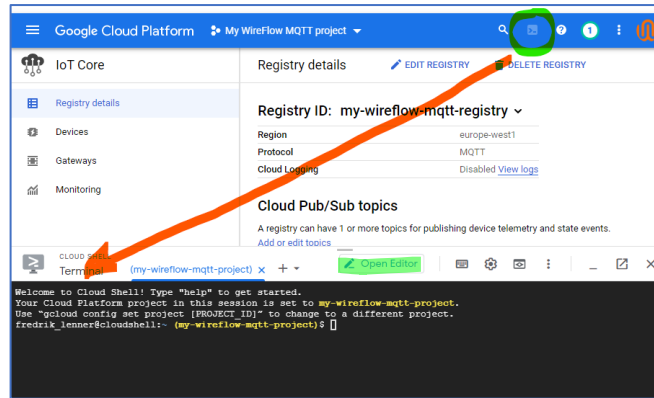 Google Cloud Platform My WireFlow MQTT project 1
IoT Core
Registry details EDIT REGISTRY DELETE REGISTRY
Registry details
Devices
Gateways
Monitoring
Registry ID: my-wireflow-mqtt-registry
Region europe-west1
Protocol MQTT
Cloud Logging Disabled View logs
Cloud Pub/Sub topics
A registry can have 1 or more topics for publishing device telemetry and state events.
Add or edit topics
CLOUD SHELL
Terminal (my-wireflow-mqtt-project) Open Editor
Welcome to Cloud Shell! Type "help" to get started.
Your Cloud Platform project in this session is set to my-wireflow-mqtt-project.
Use "gcloud config set project [PROJECT_ID]" to change to a different project.
fredrik_lenner@cloudshell:~ (my-wireflow-mqtt-project)$